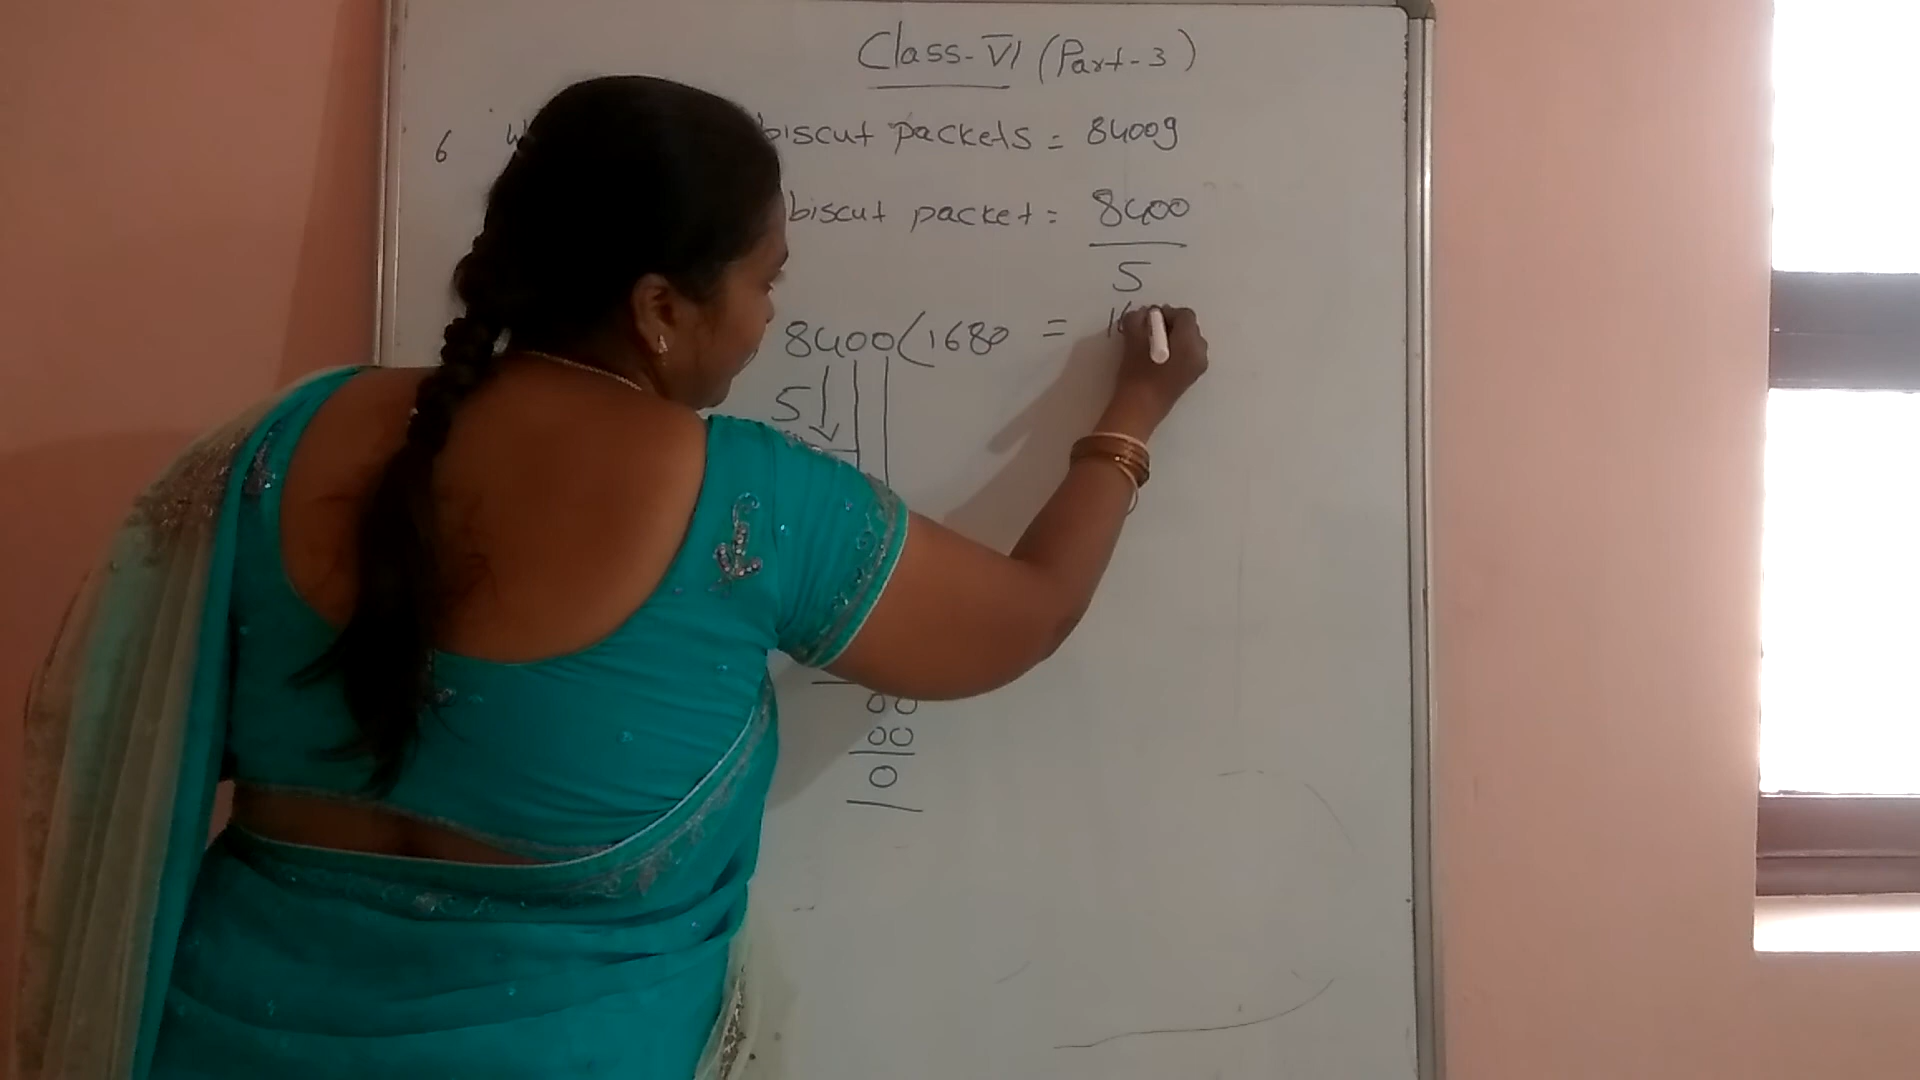 Class-VI (Part-3)
6 biscut packets = 8400g
biscut packet = 8400
5
8400(1680 =
5
00
00
0